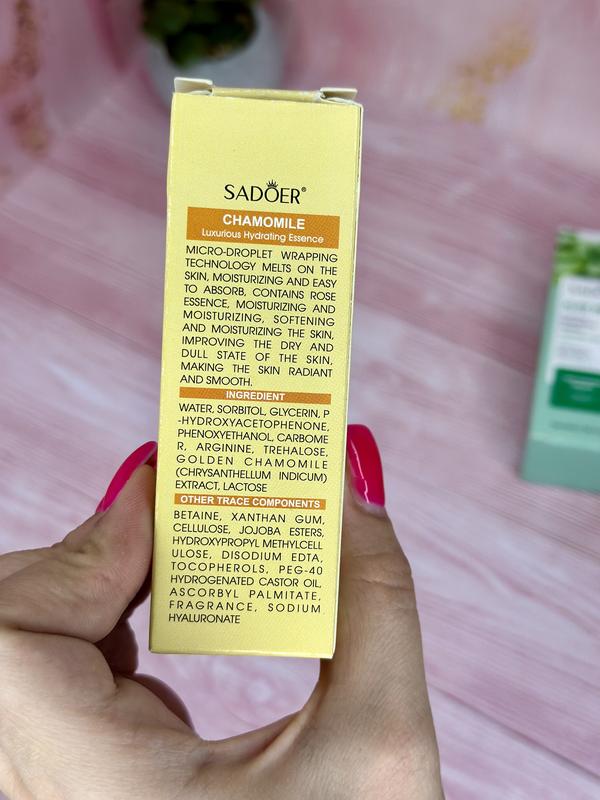 SADOER®
CHAMOMILE
Luxurious Hydrating Essence
MICRO-DROPLET WRAPPING
TECHNOLOGY MELTS ON THE
SKIN, MOISTURIZING AND EASY
TO ABSORB, CONTAINS ROSE
ESSENCE, MOISTURIZING AND
MOISTURIZING, SOFTENING
AND MOISTURIZING THE SKIN,
IMPROVING THE DRY AND
DULL STATE OF THE SKIN,
MAKING THE SKIN RADIANT
AND SMOOTH.
INGREDIENT
WATER, SORBITOL, GLYCERIN, P
-HYDROXYACETOPHENONE,
PHENOXYETHANOL, CARBOME
R, ARGININE, TREHALOSE,
GOLDEN CHAMOMILE
(CHRYSANTHELLUM INDICUM)
EXTRACT, LACTOSE
OTHER TRACE COMPONENTS
BETAINE, XANTHAN GUM,
CELLULOSE, JOJOBA ESTERS,
HYDROXYPROPYL METHYLCELL
ULOSE, DISODIUM EDTA,
TOCOPHEROLS, PEG-40
HYDROGENATED CASTOR OIL,
ASCORBYL PALMITATE,
FRAGRANCE, SODIUM
HYALURONATE